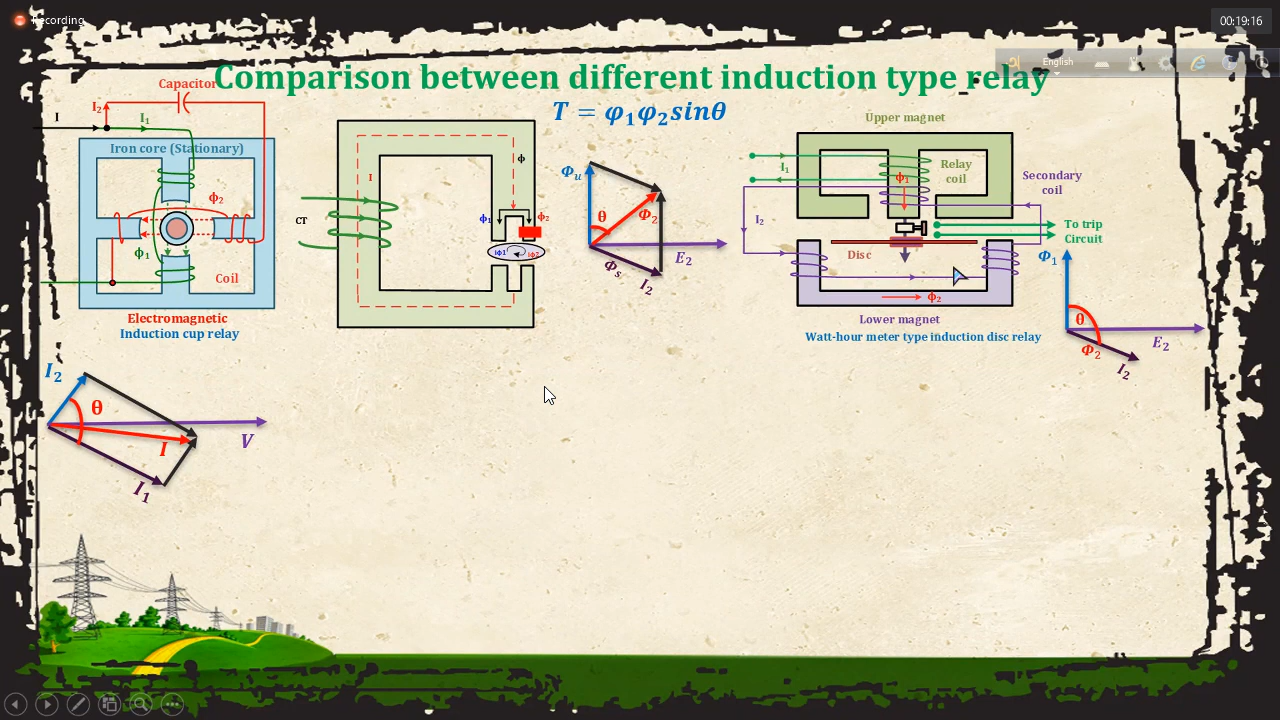 Recording
00:19:16
English
Comparison between different induction type relay
T = φ₁φ₂sinθ
Capacitor
I₂
I
I₁
Iron core (Stationary)
ϕ₂
ϕ₁
Coil
Electromagnetic
Induction cup relay
I₂
θ
V
I
I₁
I
ϕ
CT
ϕ₁
ϕ₂
Iϕ1
Iϕ2
Φᵤ
θ
Φ₂
E₂
Φₛ
I₂
Upper magnet
I₁
ϕ₁
Relay
coil
Secondary
coil
I₂
To trip
Circuit
Disc
ϕ₂
Lower magnet
Watt-hour meter type induction disc relay
Φ₁
θ
E₂
Φ₂
I₂